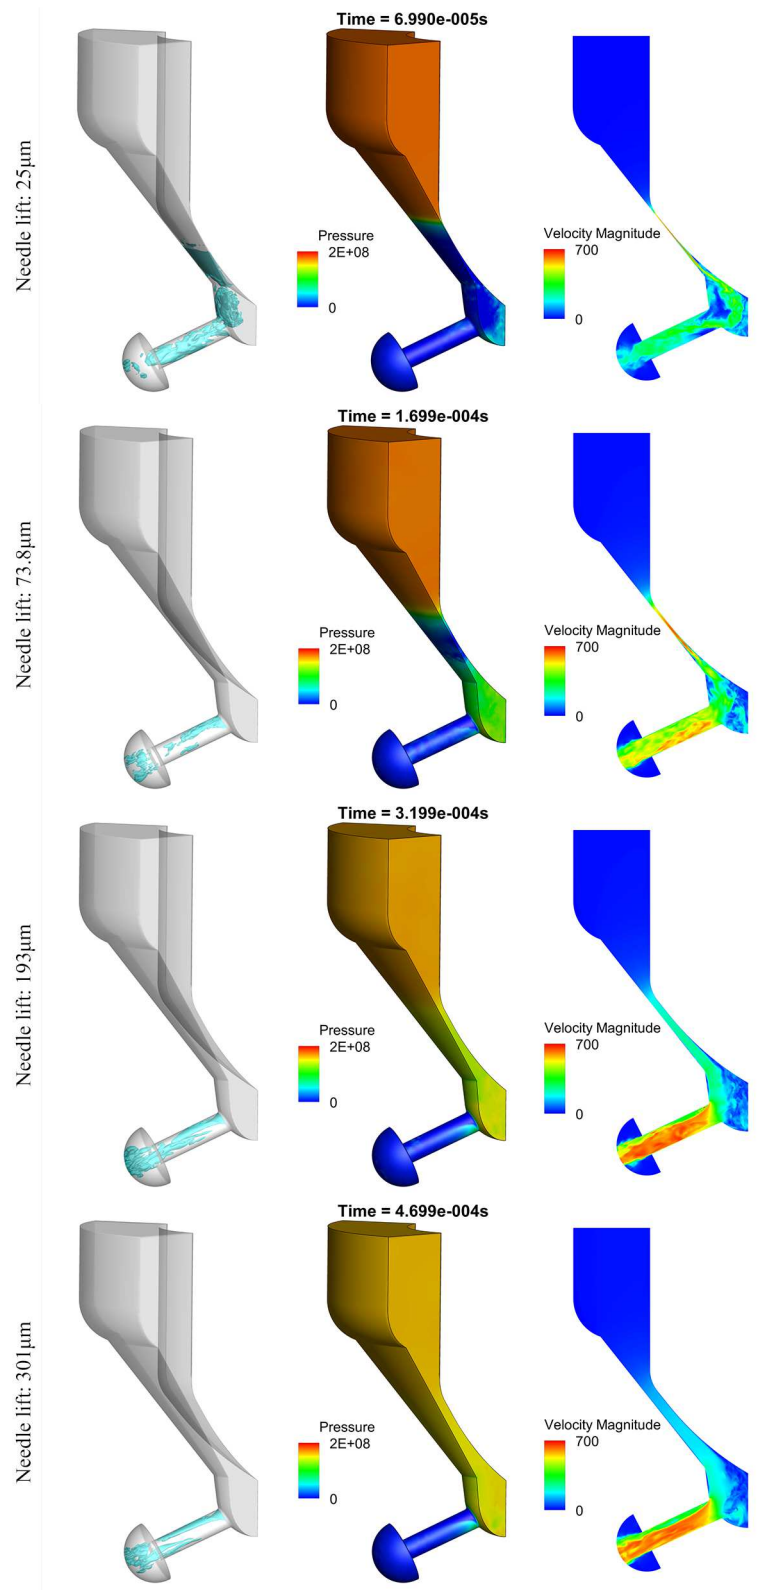 Time = 6.990e-005s
Needle lift: 25μm
Pressure
2E+08
0
Velocity Magnitude
700
0
Time = 1.699e-004s
Needle lift: 73.8μm
Pressure
2E+08
0
Velocity Magnitude
700
0
Time = 3.199e-004s
Needle lift: 193μm
Pressure
2E+08
0
Velocity Magnitude
700
0
Time = 4.699e-004s
Needle lift: 301μm
Pressure
2E+08
0
Velocity Magnitude
700
0